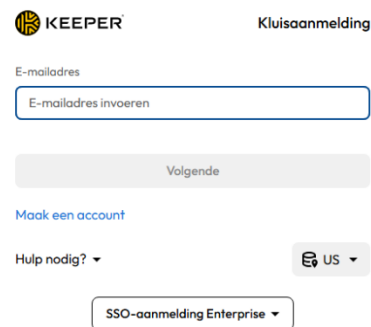 KEEPER Kluisaanmelding
E-mailadres
E-mailadres invoeren
Volgende
Maak een account
Hulp nodig? US
SSO-aanmelding Enterprise